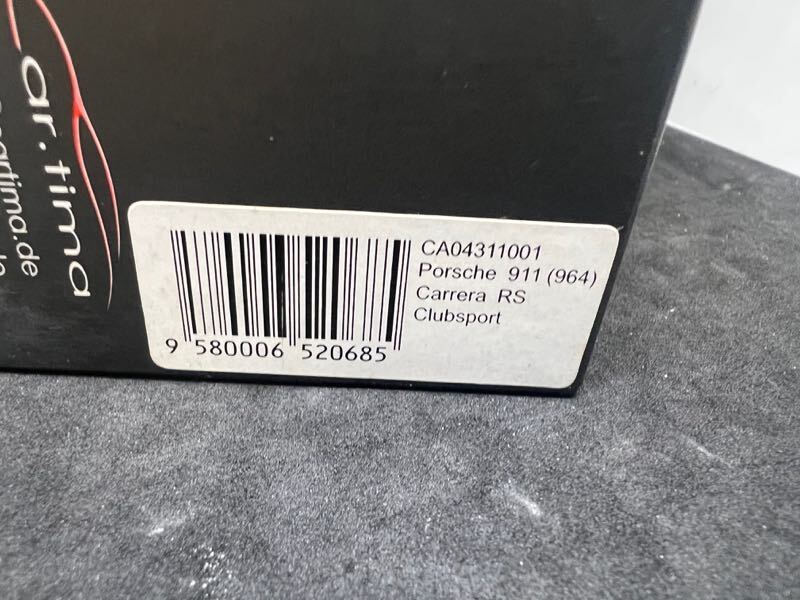 ar.tima
artima.de
CA04311001
Porsche 911 (964)
Carrera RS
Clubsport
9 580006 520685